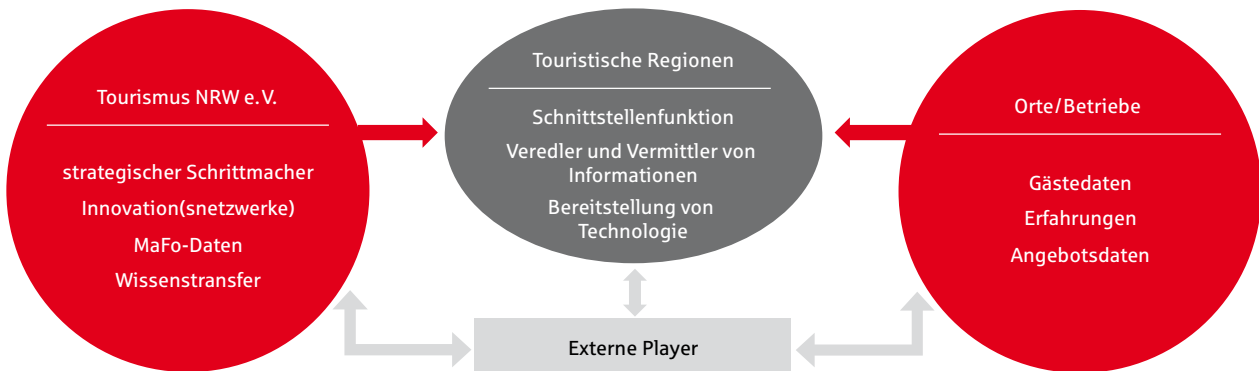 Tourismus NRW e.V.
strategischer Schrittmacher
Innovation(snetzwerke)
MaFo-Daten
Wissenstransfer
Touristische Regionen
Schnittstellenfunktion
Veredler und Vermittler von
Informationen
Bereitstellung von
Technologie
Orte/Betriebe
Gästedaten
Erfahrungen
Angebotsdaten
Externe Player